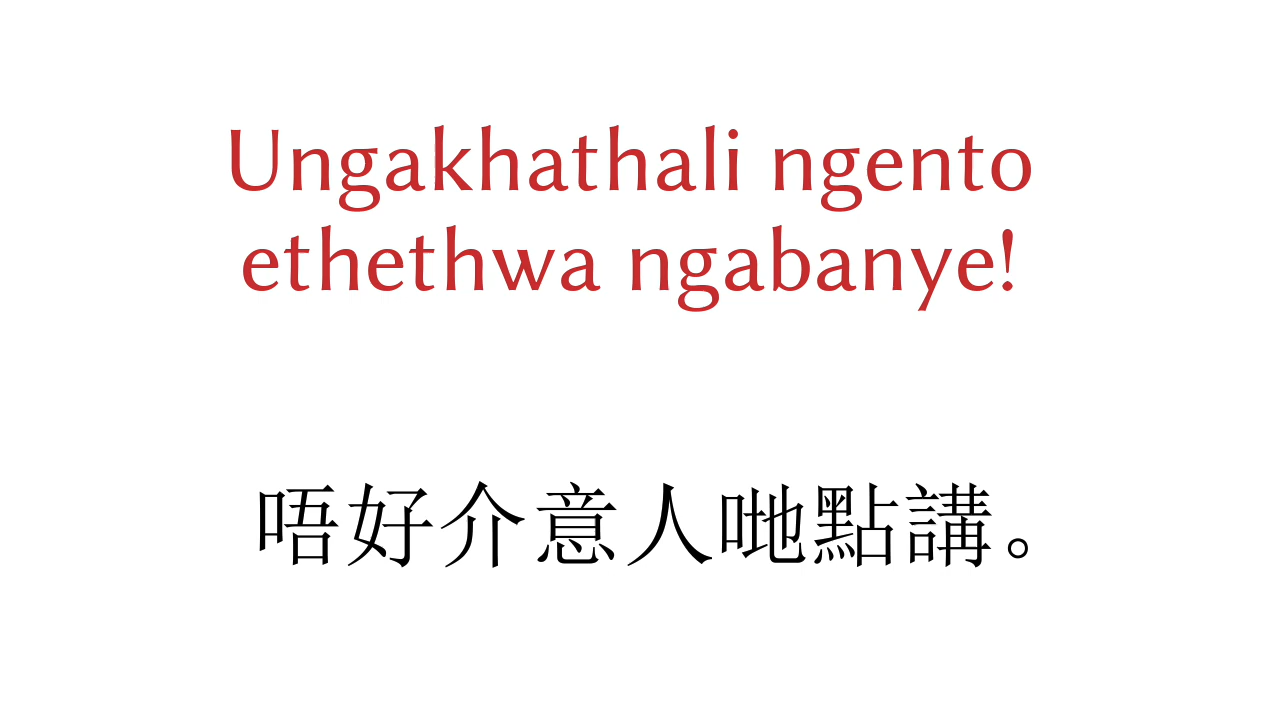 Ungakhathali ngento
ethethwa ngabanye!
唔好介意人哋點講。